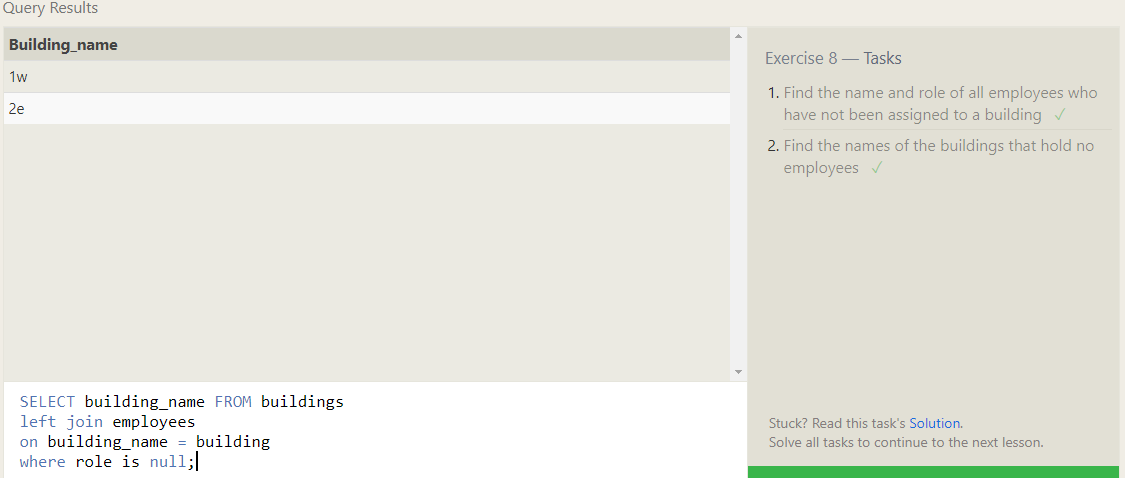 Query Results
Building_name
1w
2e
SELECT building_name FROM buildings
left join employees
on building_name = building
where role is null;
Exercise 8 — Tasks
1. Find the name and role of all employees who
have not been assigned to a building ✓
2. Find the names of the buildings that hold no
employees ✓
Stuck? Read this task's Solution.
Solve all tasks to continue to the next lesson.